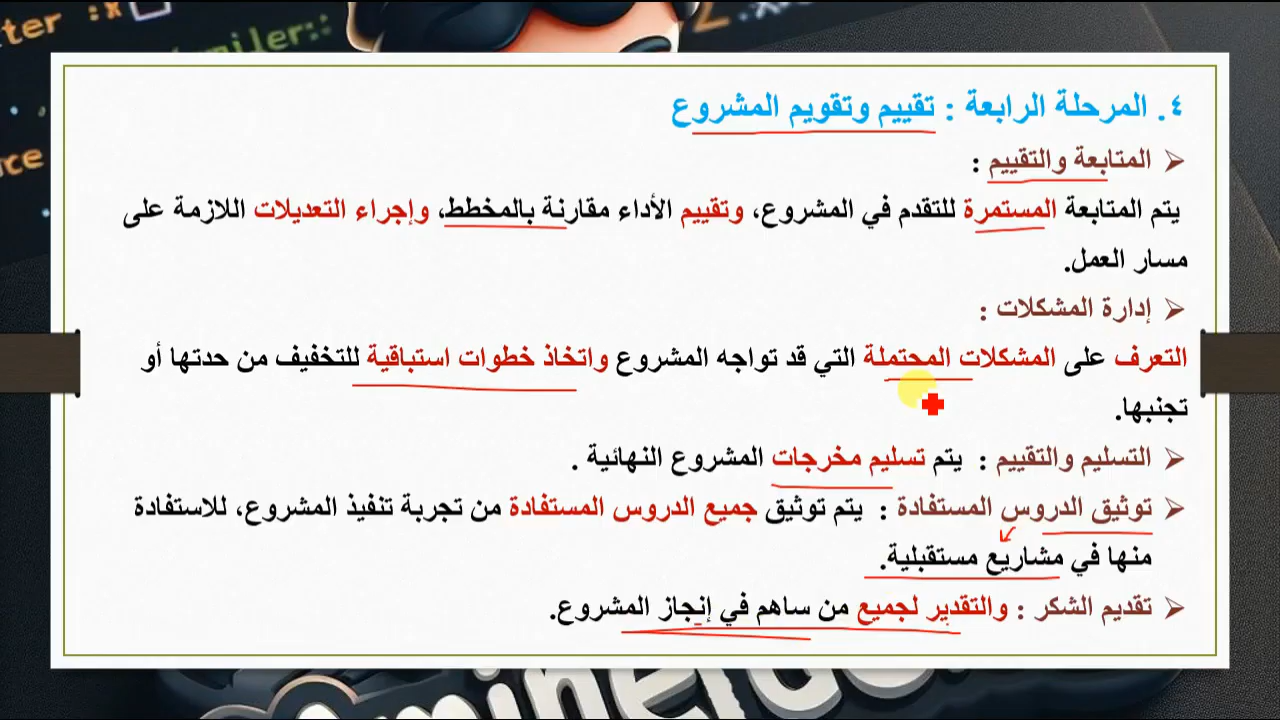 ter :x
miler::
z.x
ce
٤. المرحلة الرابعة : تقييم وتقويم المشروع
المتابعة والتقييم :
يتم المتابعة المستمرة للتقدم في المشروع، وتقييم الأداء مقارنة بالمخطط، وإجراء التعديلات اللازمة على
مسار العمل.
إدارة المشكلات :
التعرف على المشكلات المحتملة التي قد تواجه المشروع واتخاذ خطوات استباقية للتخفيف من حدتها أو
تجنبها.
التسليم والتقييم : يتم تسليم مخرجات المشروع النهائية .
توثيق الدروس المستفادة : يتم توثيق جميع الدروس المستفادة من تجربة تنفيذ المشروع، للاستفادة
منها في مشاريع مستقبلية.
تقديم الشكر : والتقدير لجميع من ساهم في إنجاز المشروع.